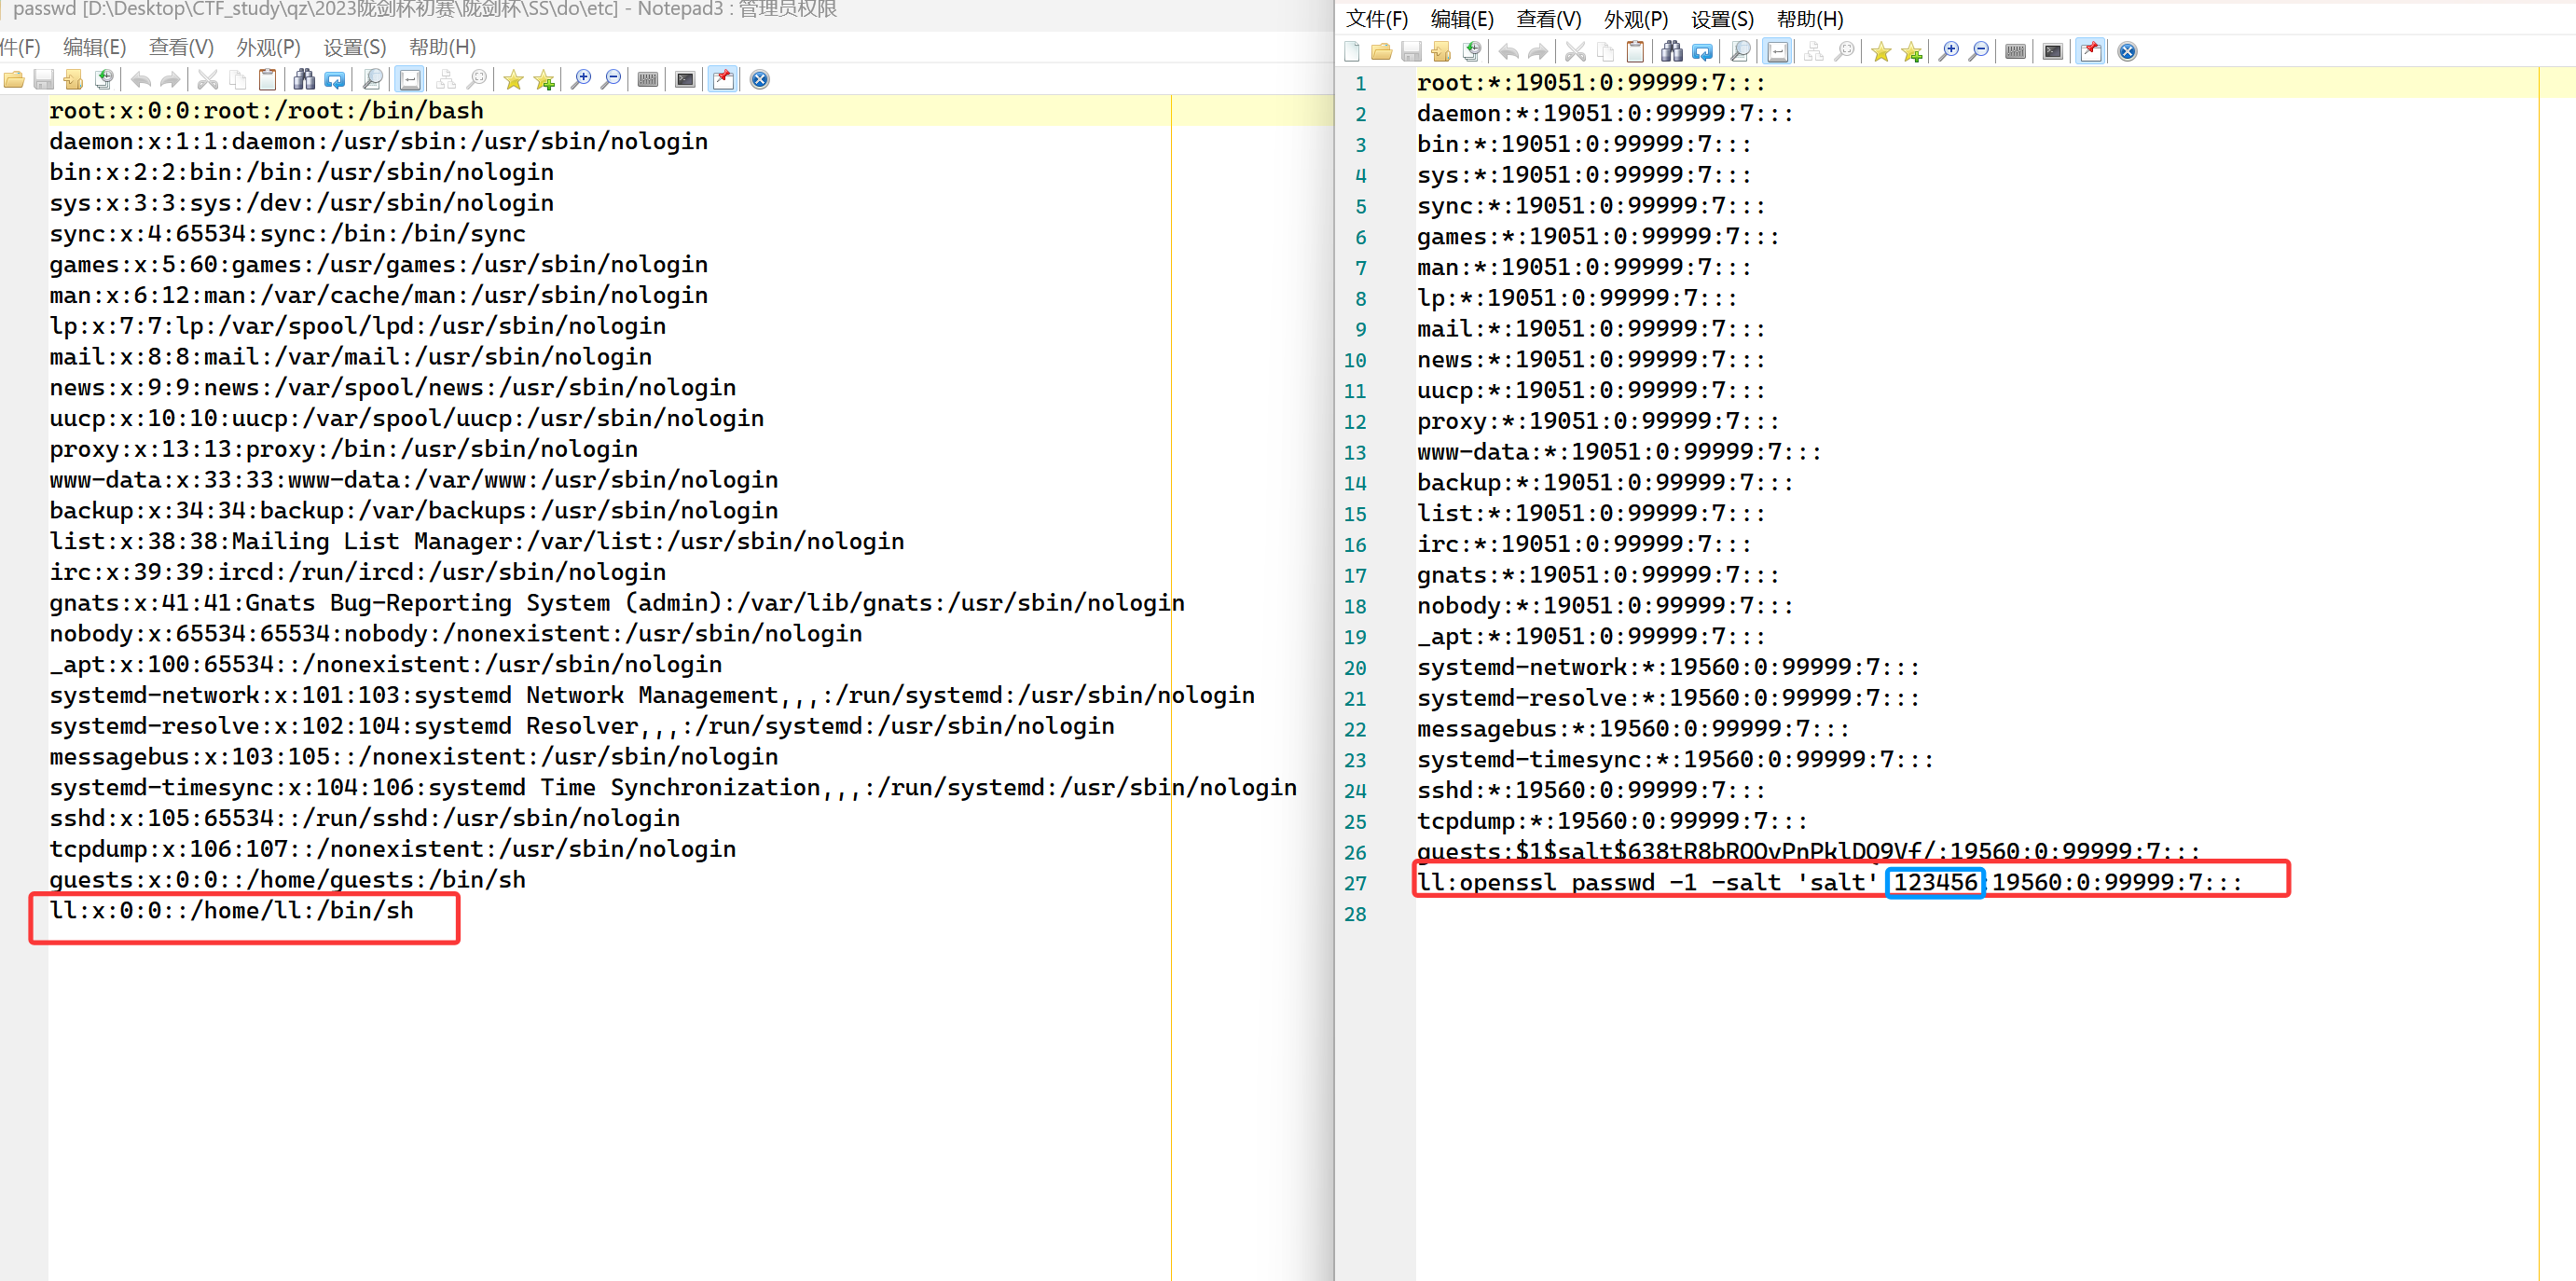 passwd [D:\Desktop\CTF_study\qz\2023陇剑杯初赛\陇剑杯\SS\do\etc] - Notepad3 : 管理员权限
件(F) 编辑(E) 查看(V) 外观(P) 设置(S) 帮助(H)
root:x:0:0:root:/root:/bin/bash
daemon:x:1:1:daemon:/usr/sbin:/usr/sbin/nologin
bin:x:2:2:bin:/bin:/usr/sbin/nologin
sys:x:3:3:sys:/dev:/usr/sbin/nologin
sync:x:4:65534:sync:/bin:/bin/sync
games:x:5:60:games:/usr/games:/usr/sbin/nologin
man:x:6:12:man:/var/cache/man:/usr/sbin/nologin
lp:x:7:7:lp:/var/spool/lpd:/usr/sbin/nologin
mail:x:8:8:mail:/var/mail:/usr/sbin/nologin
news:x:9:9:news:/var/spool/news:/usr/sbin/nologin
uucp:x:10:10:uucp:/var/spool/uucp:/usr/sbin/nologin
proxy:x:13:13:proxy:/bin:/usr/sbin/nologin
www-data:x:33:33:www-data:/var/www:/usr/sbin/nologin
backup:x:34:34:backup:/var/backups:/usr/sbin/nologin
list:x:38:38:Mailing List Manager:/var/list:/usr/sbin/nologin
irc:x:39:39:ircd:/run/ircd:/usr/sbin/nologin
gnats:x:41:41:Gnats Bug-Reporting System (admin):/var/lib/gnats:/usr/sbin/nologin
nobody:x:65534:65534:nobody:/nonexistent:/usr/sbin/nologin
_apt:x:100:65534::/nonexistent:/usr/sbin/nologin
systemd-network:x:101:103:systemd Network Management,,,:/run/systemd:/usr/sbin/nologin
systemd-resolve:x:102:104:systemd Resolver,,,:/run/systemd:/usr/sbin/nologin
messagebus:x:103:105::/nonexistent:/usr/sbin/nologin
systemd-timesync:x:104:106:systemd Time Synchronization,,,:/run/systemd:/usr/sbin/nologin
sshd:x:105:65534::/run/sshd:/usr/sbin/nologin
tcpdump:x:106:107::/nonexistent:/usr/sbin/nologin
guests:x:0:0::/home/guests:/bin/sh
ll:x:0:0::/home/ll:/bin/sh
文件(F) 编辑(E) 查看(V) 外观(P) 设置(S) 帮助(H)
1 root:*:19051:0:99999:7:::
2 daemon:*:19051:0:99999:7:::
3 bin:*:19051:0:99999:7:::
4 sys:*:19051:0:99999:7:::
5 sync:*:19051:0:99999:7:::
6 games:*:19051:0:99999:7:::
7 man:*:19051:0:99999:7:::
8 lp:*:19051:0:99999:7:::
9 mail:*:19051:0:99999:7:::
10 news:*:19051:0:99999:7:::
11 uucp:*:19051:0:99999:7:::
12 proxy:*:19051:0:99999:7:::
13 www-data:*:19051:0:99999:7:::
14 backup:*:19051:0:99999:7:::
15 list:*:19051:0:99999:7:::
16 irc:*:19051:0:99999:7:::
17 gnats:*:19051:0:99999:7:::
18 nobody:*:19051:0:99999:7:::
19 _apt:*:19051:0:99999:7:::
20 systemd-network:*:19560:0:99999:7:::
21 systemd-resolve:*:19560:0:99999:7:::
22 messagebus:*:19560:0:99999:7:::
23 systemd-timesync:*:19560:0:99999:7:::
24 sshd:*:19560:0:99999:7:::
25 tcpdump:*:19560:0:99999:7:::
26 guests:$1$salt$638tR8bROOvPnPklDQ9Vf/:19560:0:99999:7:::
27 ll:openssl passwd -1 -salt 'salt' 123456:19560:0:99999:7:::
28